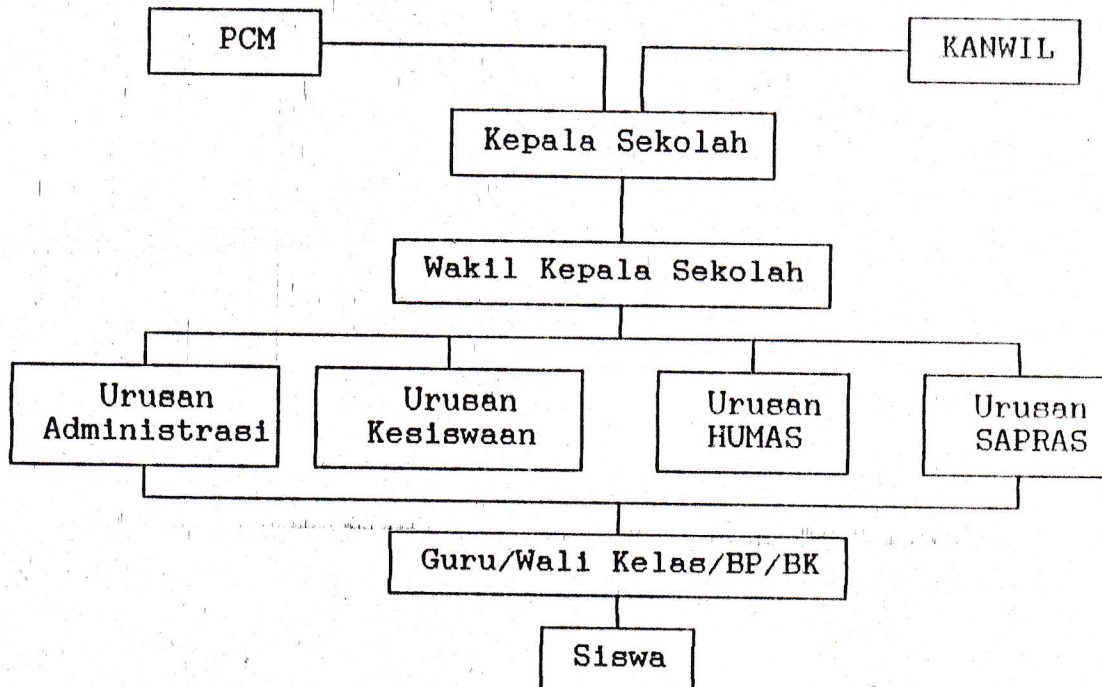 PCM
KANWIL
Kepala Sekolah
Wakil Kepala Sekolah
Urusan
Administrasi
Urusan
Kesiswaan
Urusan
HUMAS
Urusan
SAPRAS
Guru/Wali Kelas/BP/BK
Siswa